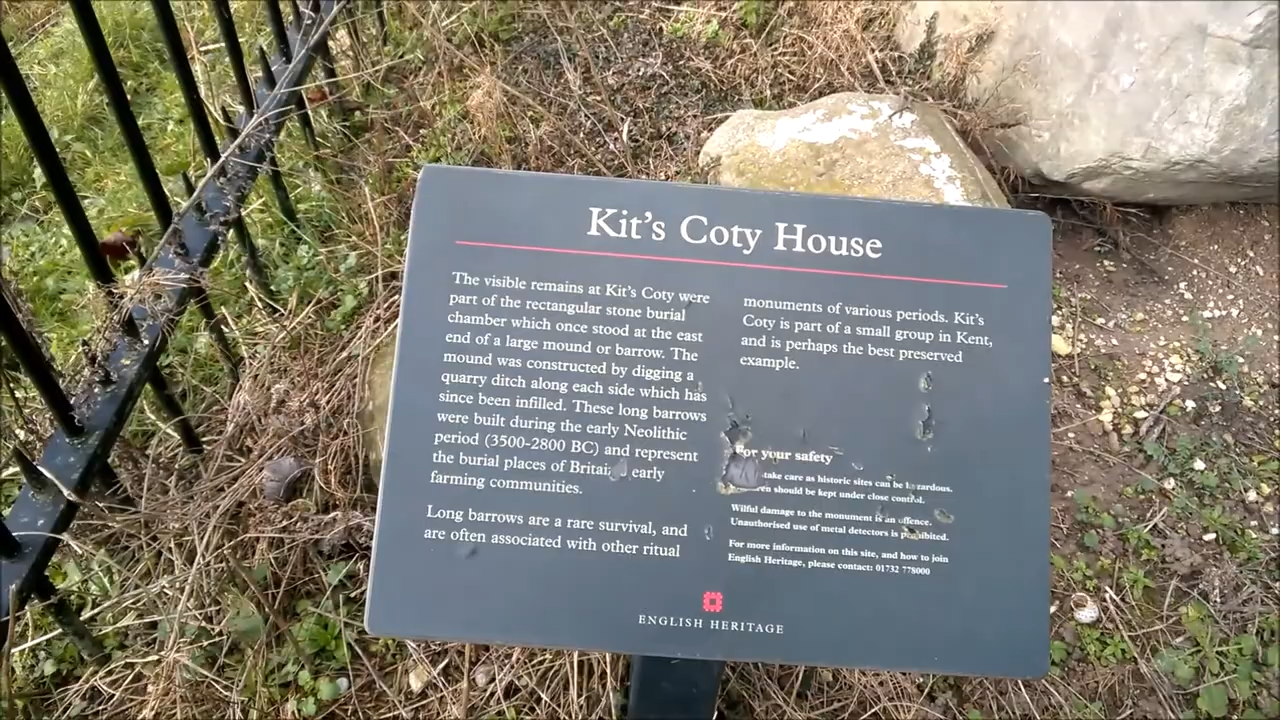 Kit's Coty House
The visible remains at Kit's Coty were
part of the rectangular stone burial
chamber which once stood at the east
end of a large mound or barrow. The
mound was constructed by digging a
quarry ditch along each side which has
since been infilled. These long barrows
were built during the early Neolithic
period (3500-2800 BC) and represent
the burial places of early
farming communities.
Long barrows are a rare survival, and
are often associated with other ritual
monuments of various periods. Kit's
Coty is part of a small group in Kent,
and is perhaps the best preserved
example.
For your safety
take care as historic sites can be hazardous.
should be kept under close control.
Wilful damage to the monument is an offence.
Unauthorised use of metal detectors is prohibited.
For more information on this site, and how to join
English Heritage, please contact: 01732 778000
ENGLISH HERITAGE